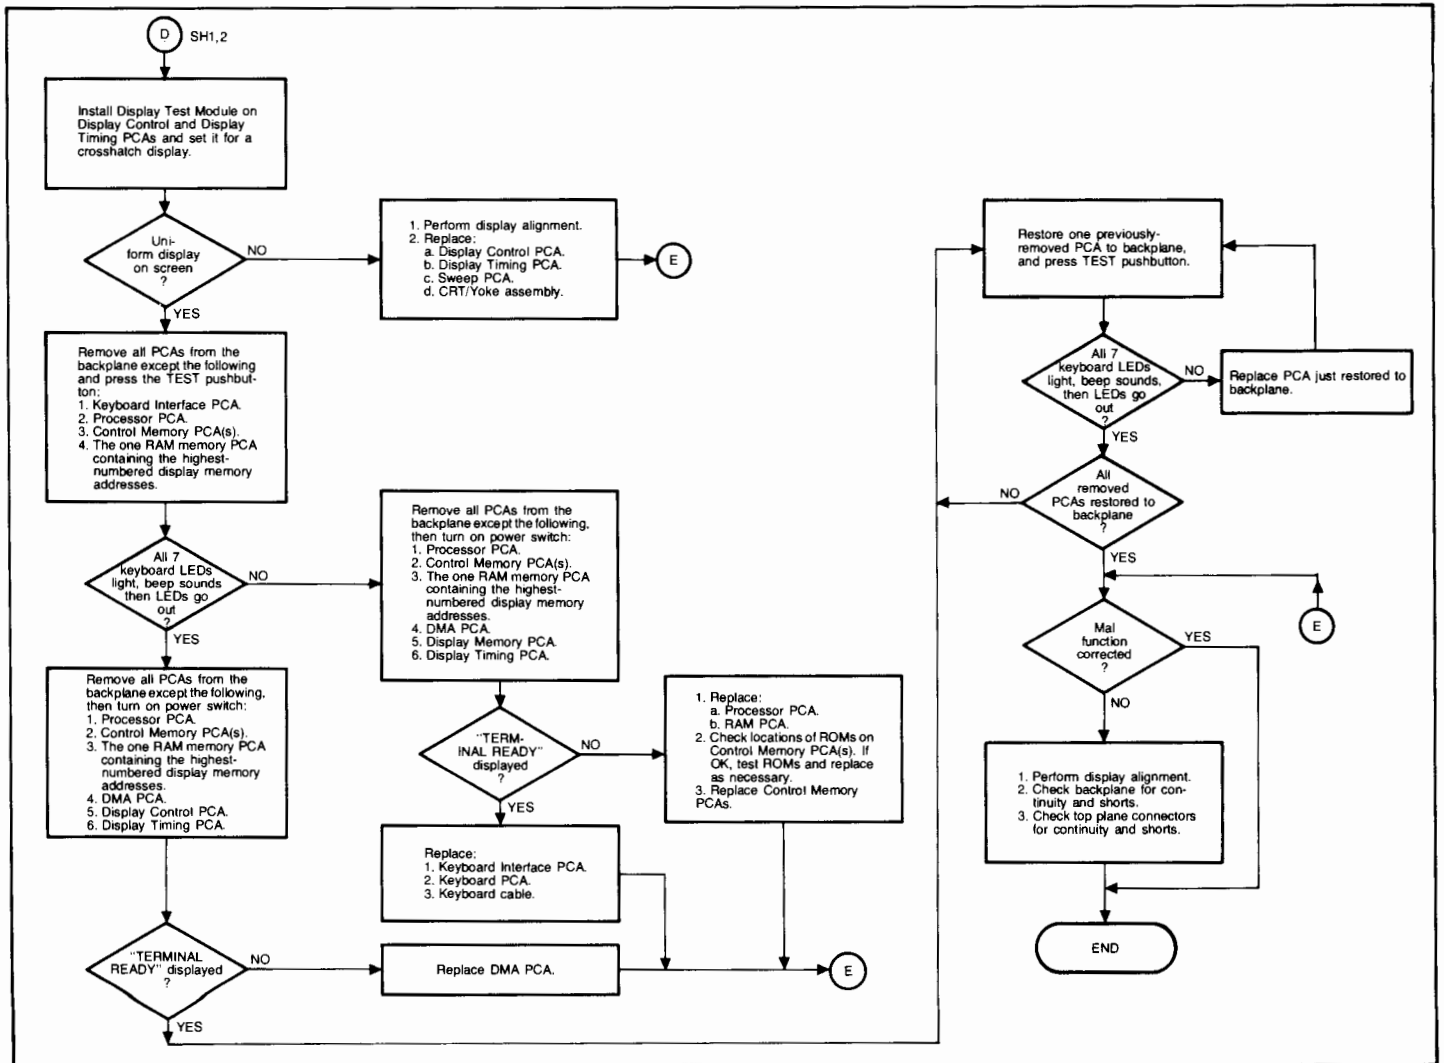 D
SH1,2
Install Display Test Module on
Display Control and Display
Timing PCAs and set it for a
crosshatch display.
Uni-
form display
on screen
?
NO
YES
1. Perform display alignment.
2. Replace:
a. Display Control PCA.
b. Display Timing PCA.
c. Sweep PCA.
d. CRT/Yoke assembly.
E
Remove all PCAs from the
backplane except the following
and press the TEST pushbut-
ton:
1. Keyboard Interface PCA.
2. Processor PCA.
3. Control Memory PCA(s).
4. The one RAM memory PCA
containing the highest-
numbered display memory
addresses.
All 7
keyboard LEDs
light, beep sounds
then LEDs go
out
?
NO
YES
Remove all PCAs from the
backplane except the following,
then turn on power switch:
1. Processor PCA.
2. Control Memory PCA(s).
3. The one RAM memory PCA
containing the highest-
numbered display memory
addresses.
4. DMA PCA.
5. Display Memory PCA.
6. Display Timing PCA.
Remove all PCAs from the
backplane except the following,
then turn on power switch:
1. Processor PCA.
2. Control Memory PCA(s).
3. The one RAM memory PCA
containing the highest-
numbered display memory
addresses.
4. DMA PCA.
5. Display Control PCA.
6. Display Timing PCA.
"TERM-
INAL READY"
displayed
?
NO
YES
1. Replace:
a. Processor PCA.
b. RAM PCA.
2. Check locations of ROMs on
Control Memory PCA(s). If
OK, test ROMs and replace
as necessary.
3. Replace Control Memory
PCAs.
Replace:
1. Keyboard Interface PCA.
2. Keyboard PCA.
3. Keyboard cable.
"TERMINAL
READY" displayed
?
NO
YES
Replace DMA PCA.
E
Restore one previously-
removed PCA to backplane,
and press TEST pushbutton.
All 7
keyboard LEDs
light, beep sounds,
then LEDs go
out
?
NO
YES
Replace PCA just restored to
backplane.
All
removed
PCAs restored to
backplane
?
NO
YES
E
Mal
function
corrected
?
YES
NO
1. Perform display alignment.
2. Check backplane for con-
tinuity and shorts.
3. Check top plane connectors
for continuity and shorts.
END